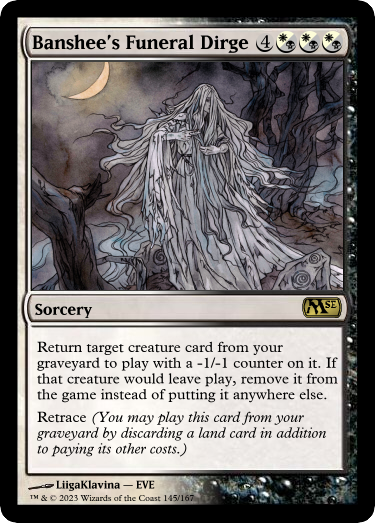 Banshee's Funeral Dirge 4
Sorcery
M SE
Return target creature card from your
graveyard to play with a -1/-1 counter on it. If
that creature would leave play, remove it from
the game instead of putting it anywhere else.
Retrace (You may play this card from your
graveyard by discarding a land card in addition
to paying its other costs.)
LiigaKlavina — EVE
™ & © 2023 Wizards of the Coast 145/167